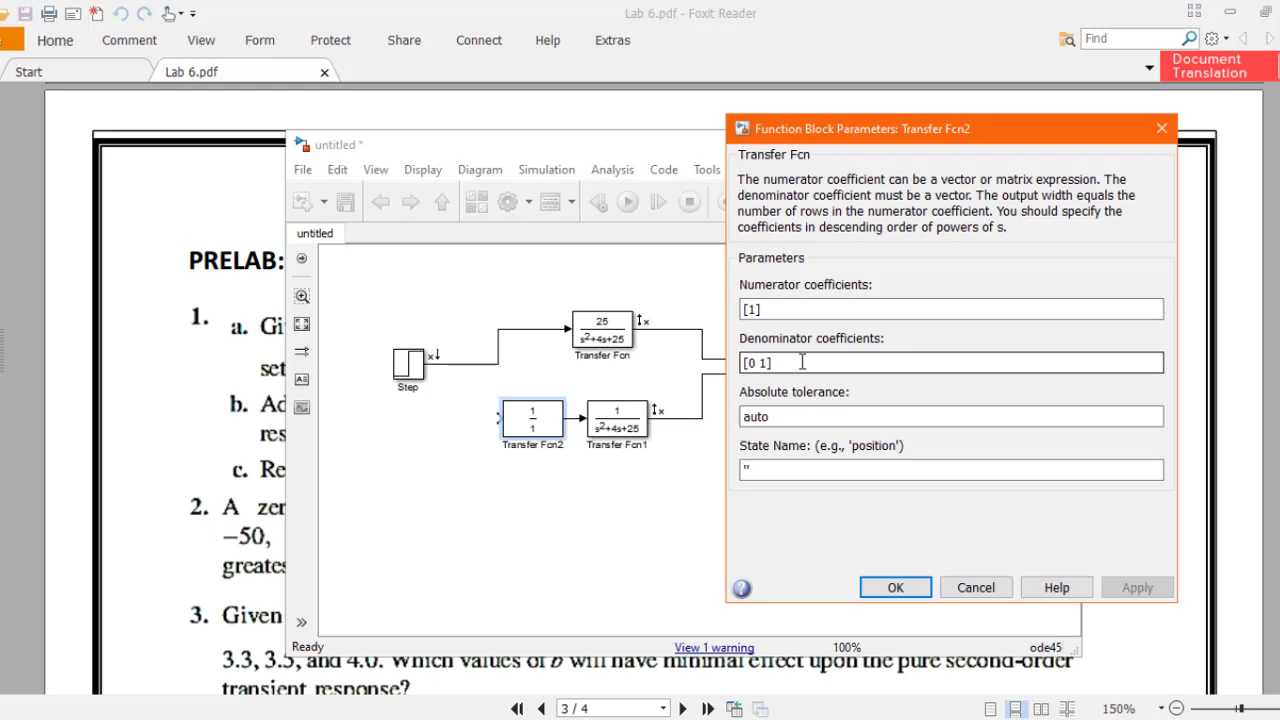 Lab 6.pdf - Foxit Reader
Home Comment View Form Protect Share Connect Help Extras
Find
Start Lab 6.pdf
Document
Translation
PRELAB:
1. a. Gi
set
b. Ad
res
c. Re
2. A zer
−50,
greates
3. Given
3.3, 3.5, and 4.0. Which values of b will have minimal effect upon the pure second-order
transient response?
untitled *
File Edit View Display Diagram Simulation Analysis Code Tools
untitled
Step
25
s²+4s+25
Transfer Fcn
1
1
Transfer Fcn2
1
s²+4s+25
Transfer Fcn1
Ready View 1 warning 100% ode45
Function Block Parameters: Transfer Fcn2
Transfer Fcn
The numerator coefficient can be a vector or matrix expression. The
denominator coefficient must be a vector. The output width equals the
number of rows in the numerator coefficient. You should specify the
coefficients in descending order of powers of s.
Parameters
Numerator coefficients:
[1]
Denominator coefficients:
[0 1]
Absolute tolerance:
auto
State Name: (e.g., 'position')
''
OK Cancel Help Apply
3 / 4
150%